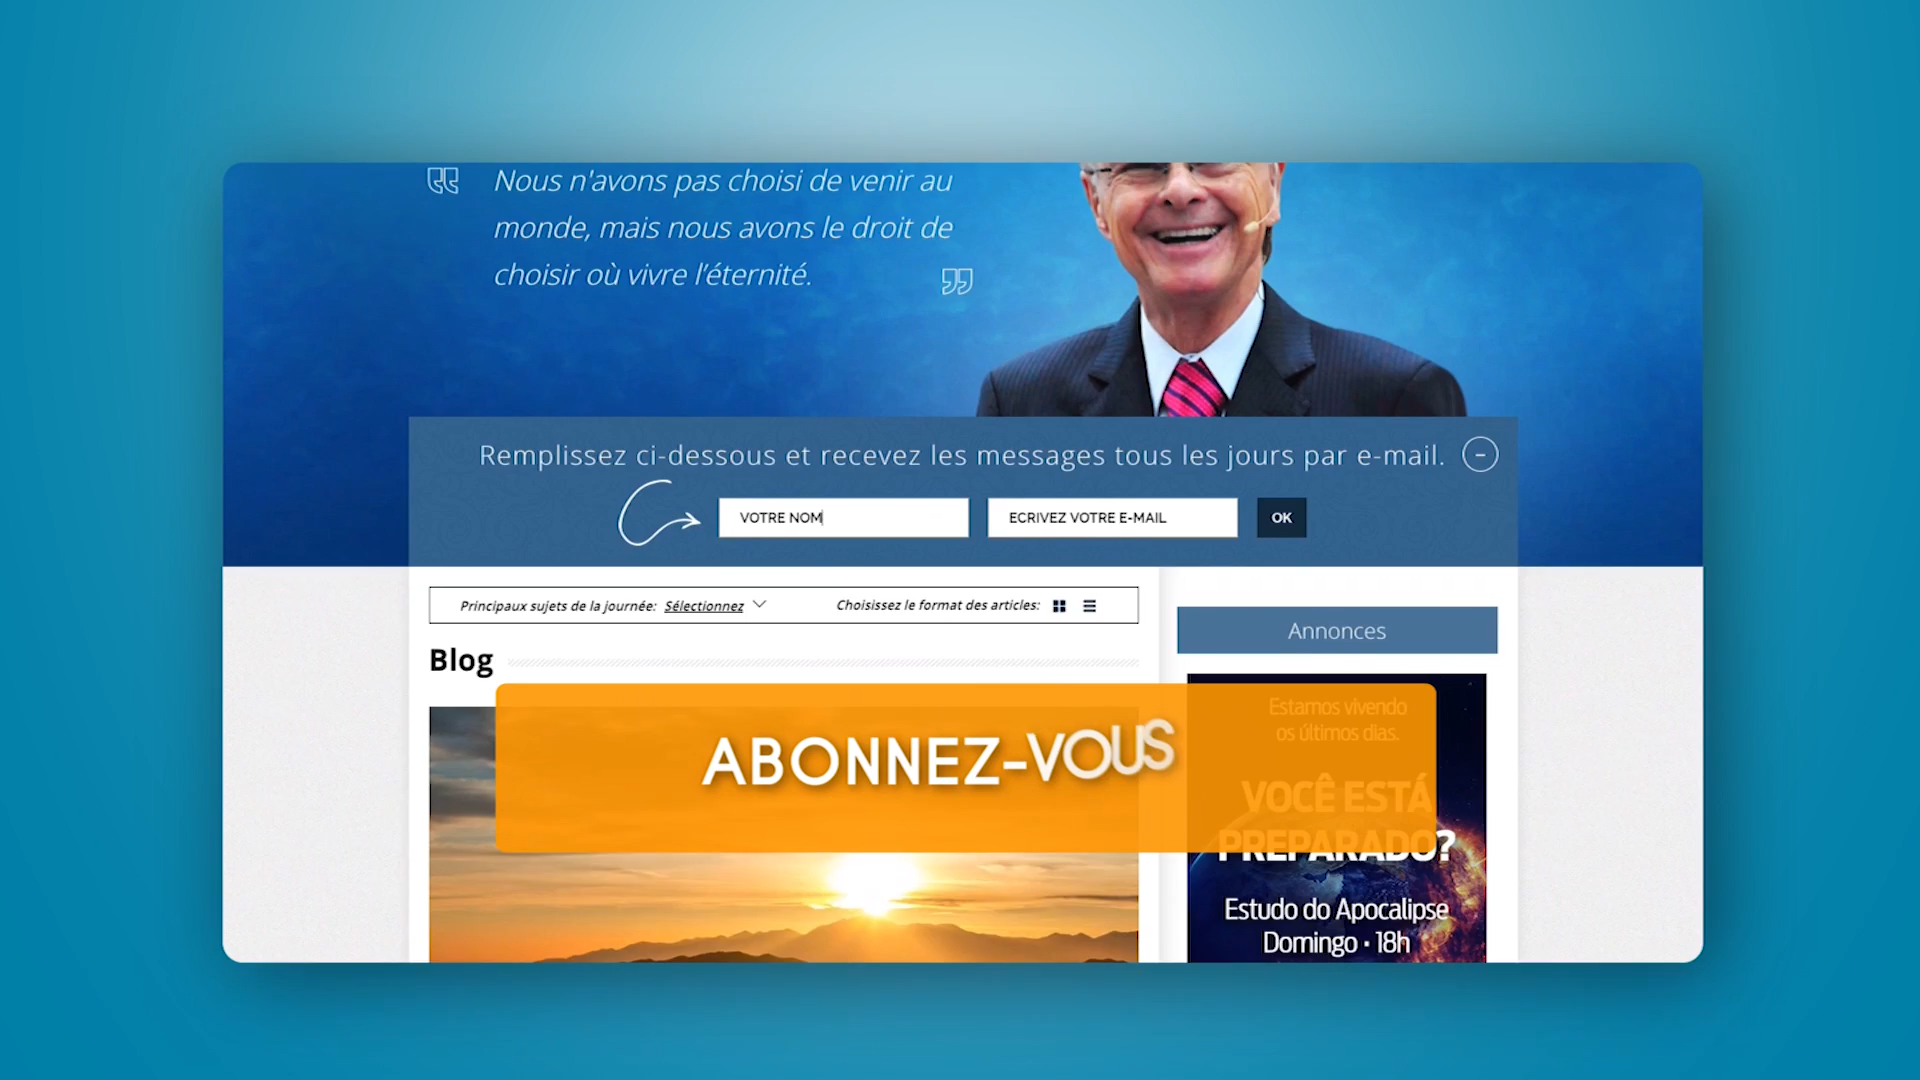 Nous n'avons pas choisi de venir au
monde, mais nous avons le droit de
choisir où vivre l'éternité.
Remplissez ci-dessous et recevez les messages tous les jours par e-mail.
VOTRE NOM
ECRIVEZ VOTRE E-MAIL
OK
Principaux sujets de la journée: Sélectionnez
Choisissez le format des articles:
Annonces
Blog
ABONNEZ-VOUS
Estamos vivendo
os últimos dias.
VOCÊ ESTÁ
PREPARADO?
Estudo do Apocalipse
Domingo • 18h